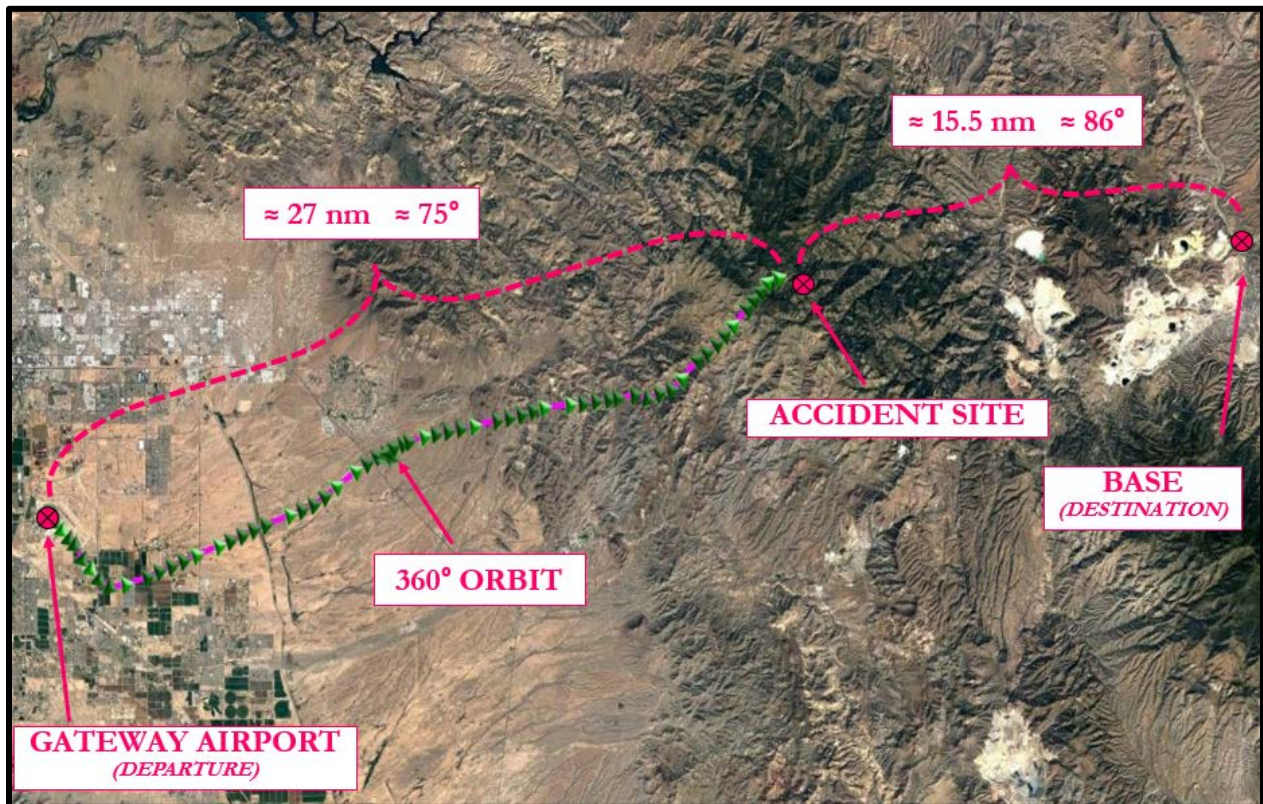 ≈ 15.5 nm ≈ 86°
≈ 27 nm ≈ 75°
ACCIDENT SITE
BASE
(DESTINATION)
360° ORBIT
GATEWAY AIRPORT
(DEPARTURE)